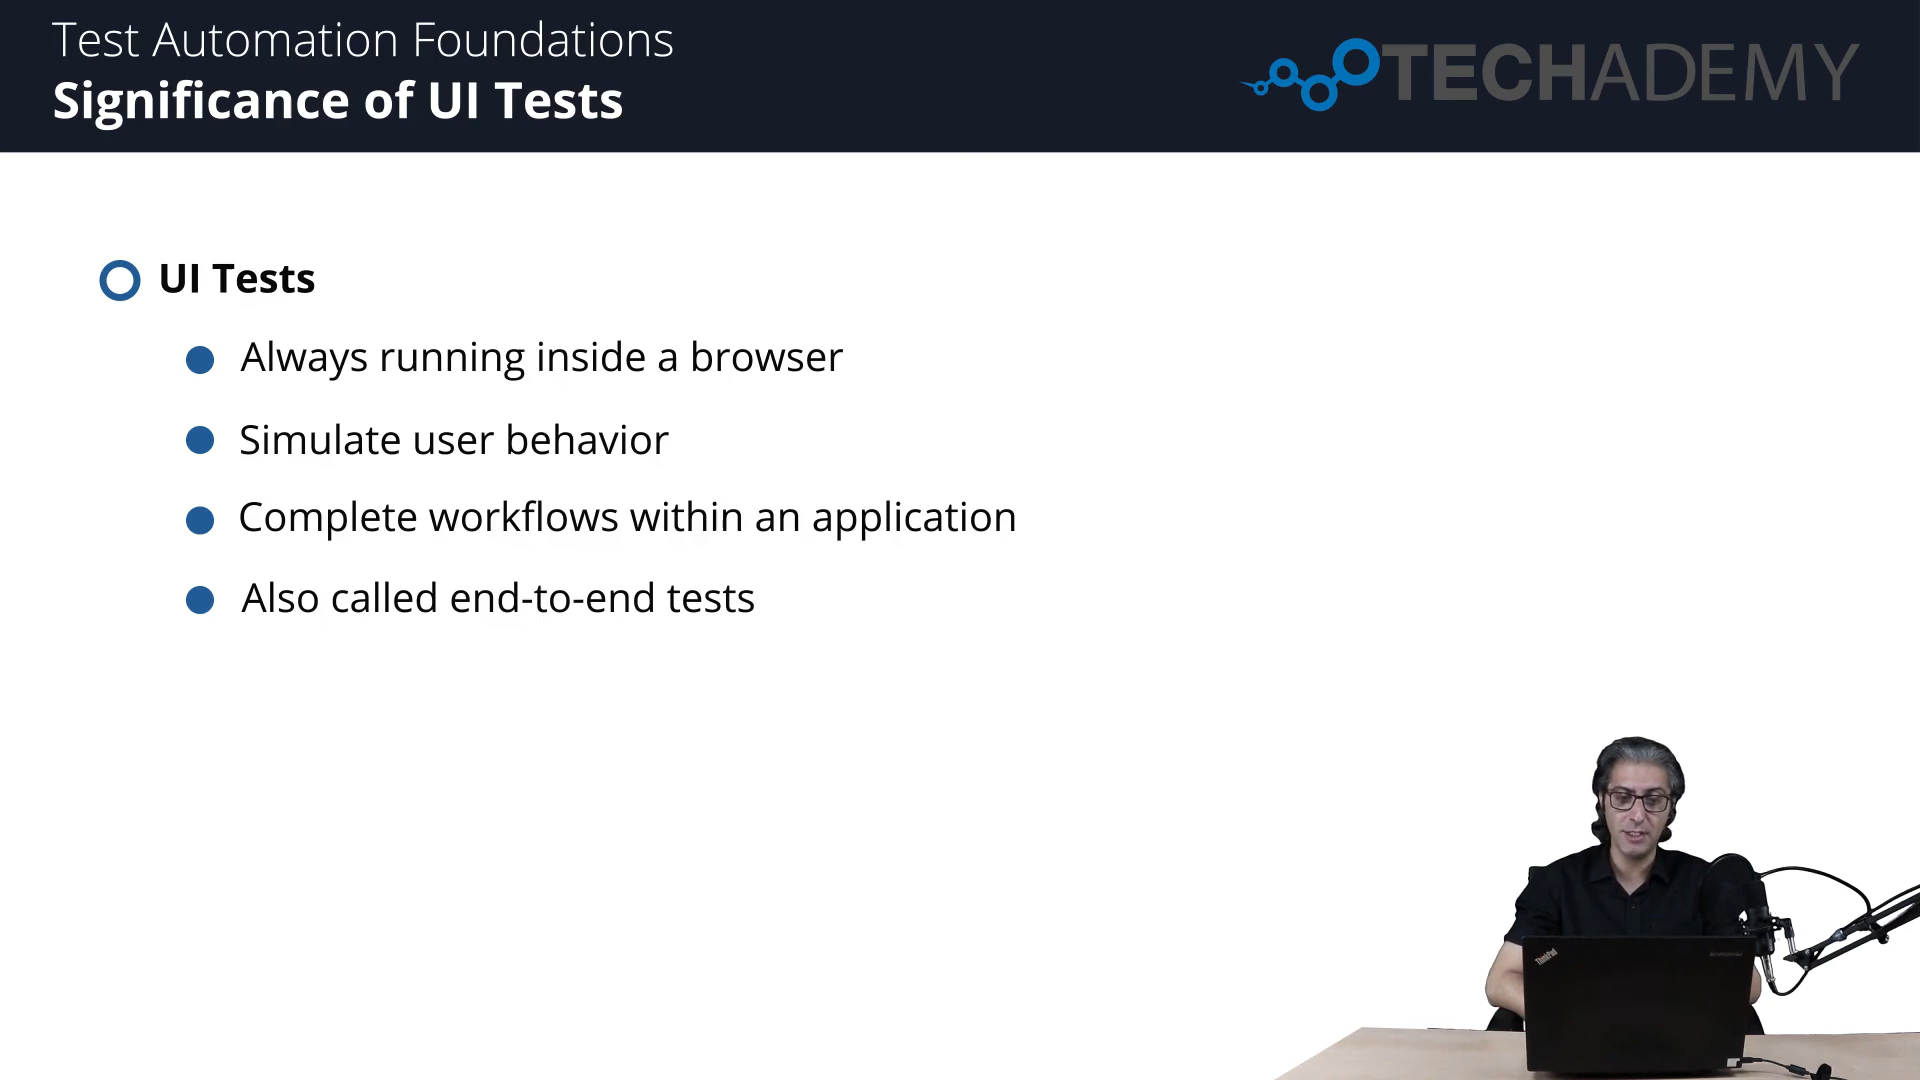 Test Automation Foundations
Significance of UI Tests
TECHADEMY
UI Tests
Always running inside a browser
Simulate user behavior
Complete workflows within an application
Also called end-to-end tests
ThinkPad